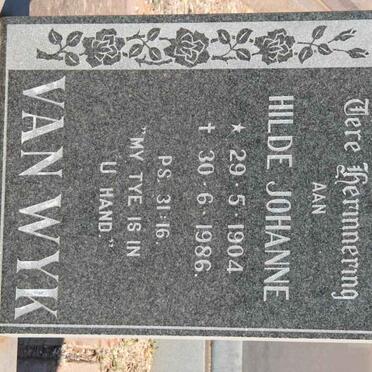 Tere Herinnering
AAN
HILDE JOHANNE
★ 29·5·1904
✝ 30·6·1986.
PS. 31:16
"MY TYE IS IN
U HAND."
VAN WYK